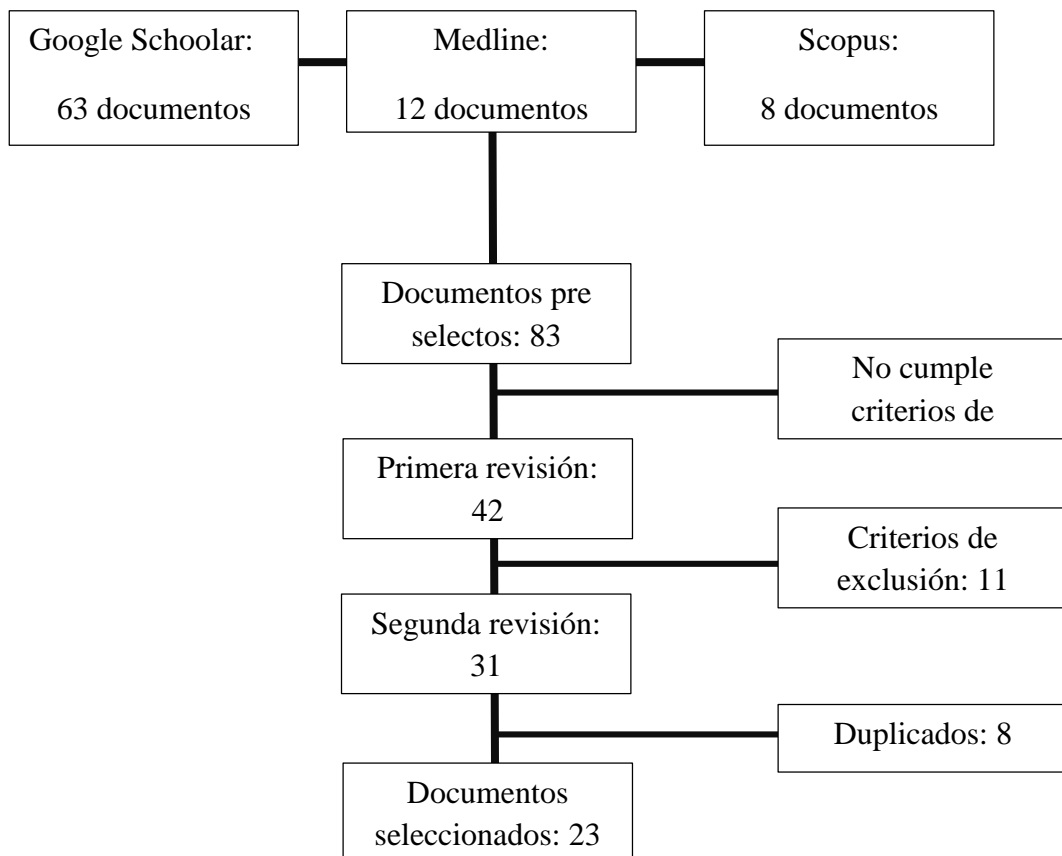 Google Schoolar:
63 documentos
Medline:
12 documentos
Scopus:
8 documentos
Documentos pre
selectos: 83
No cumple
criterios de
Primera revisión:
42
Criterios de
exclusión: 11
Segunda revisión:
31
Duplicados: 8
Documentos
seleccionados: 23